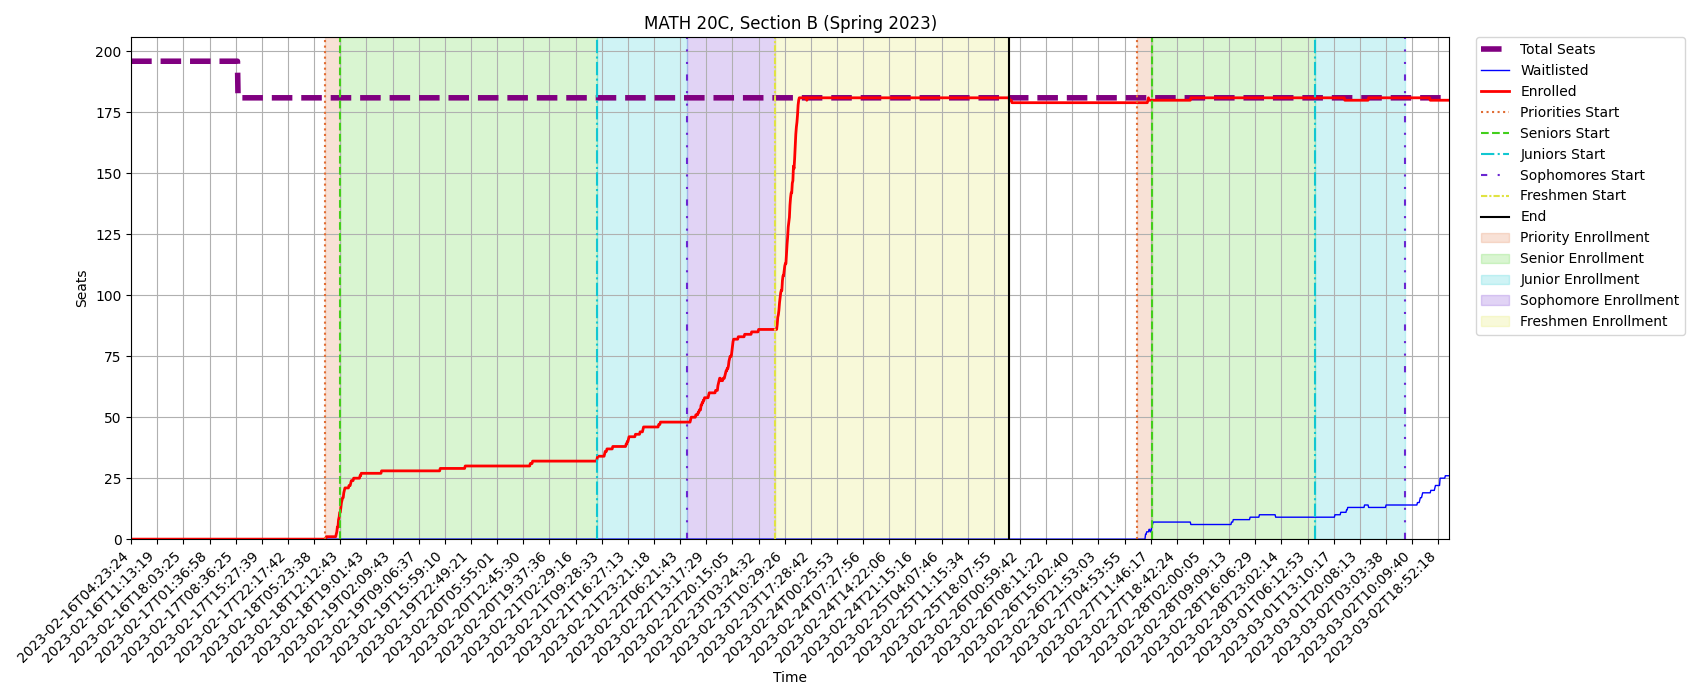 MATH 20C, Section B (Spring 2023)
Seats
200
175
150
125
100
75
50
25
0
2023-02-16T04:23:24
2023-02-16T11:13:19
2023-02-16T18:03:25
2023-02-17T01:36:58
2023-02-17T08:36:23
2023-02-17T15:27:39
2023-02-17T22:17:42
2023-02-18T05:23:38
2023-02-18T12:12:43
2023-02-18T19:01:43
2023-02-19T02:09:43
2023-02-19T09:06:37
2023-02-19T15:59:10
2023-02-19T22:49:21
2023-02-20T05:55:01
2023-02-20T12:45:30
2023-02-20T19:37:36
2023-02-21T02:29:16
2023-02-21T09:28:33
2023-02-21T16:27:13
2023-02-21T23:21:18
2023-02-22T06:21:43
2023-02-22T13:17:29
2023-02-22T20:15:05
2023-02-23T03:24:32
2023-02-23T10:29:26
2023-02-23T17:28:42
2023-02-24T00:25:53
2023-02-24T07:27:56
2023-02-24T14:22:06
2023-02-24T21:15:16
2023-02-25T04:07:46
2023-02-25T11:15:34
2023-02-25T18:07:55
2023-02-26T00:59:42
2023-02-26T08:11:22
2023-02-26T15:02:40
2023-02-26T21:53:03
2023-02-27T04:53:55
2023-02-27T11:46:17
2023-02-27T18:42:24
2023-02-28T02:00:05
2023-02-28T09:09:13
2023-02-28T16:06:29
2023-02-28T23:02:14
2023-03-01T06:12:53
2023-03-01T13:10:17
2023-03-01T20:08:13
2023-03-02T03:03:38
2023-03-02T10:09:40
2023-03-02T18:52:18
Time
Total Seats
Waitlisted
Enrolled
Priorities Start
Seniors Start
Juniors Start
Sophomores Start
Freshmen Start
End
Priority Enrollment
Senior Enrollment
Junior Enrollment
Sophomore Enrollment
Freshmen Enrollment